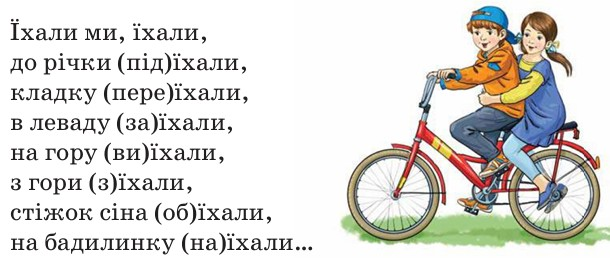 Їхали ми, їхали,
до річки (під)їхали,
кладку (пере)їхали,
в леваду (за)їхали,
на гору (ви)їхали,
з гори (з)їхали,
стіжок сіна (об)їхали,
на бадилинку (на)їхали...